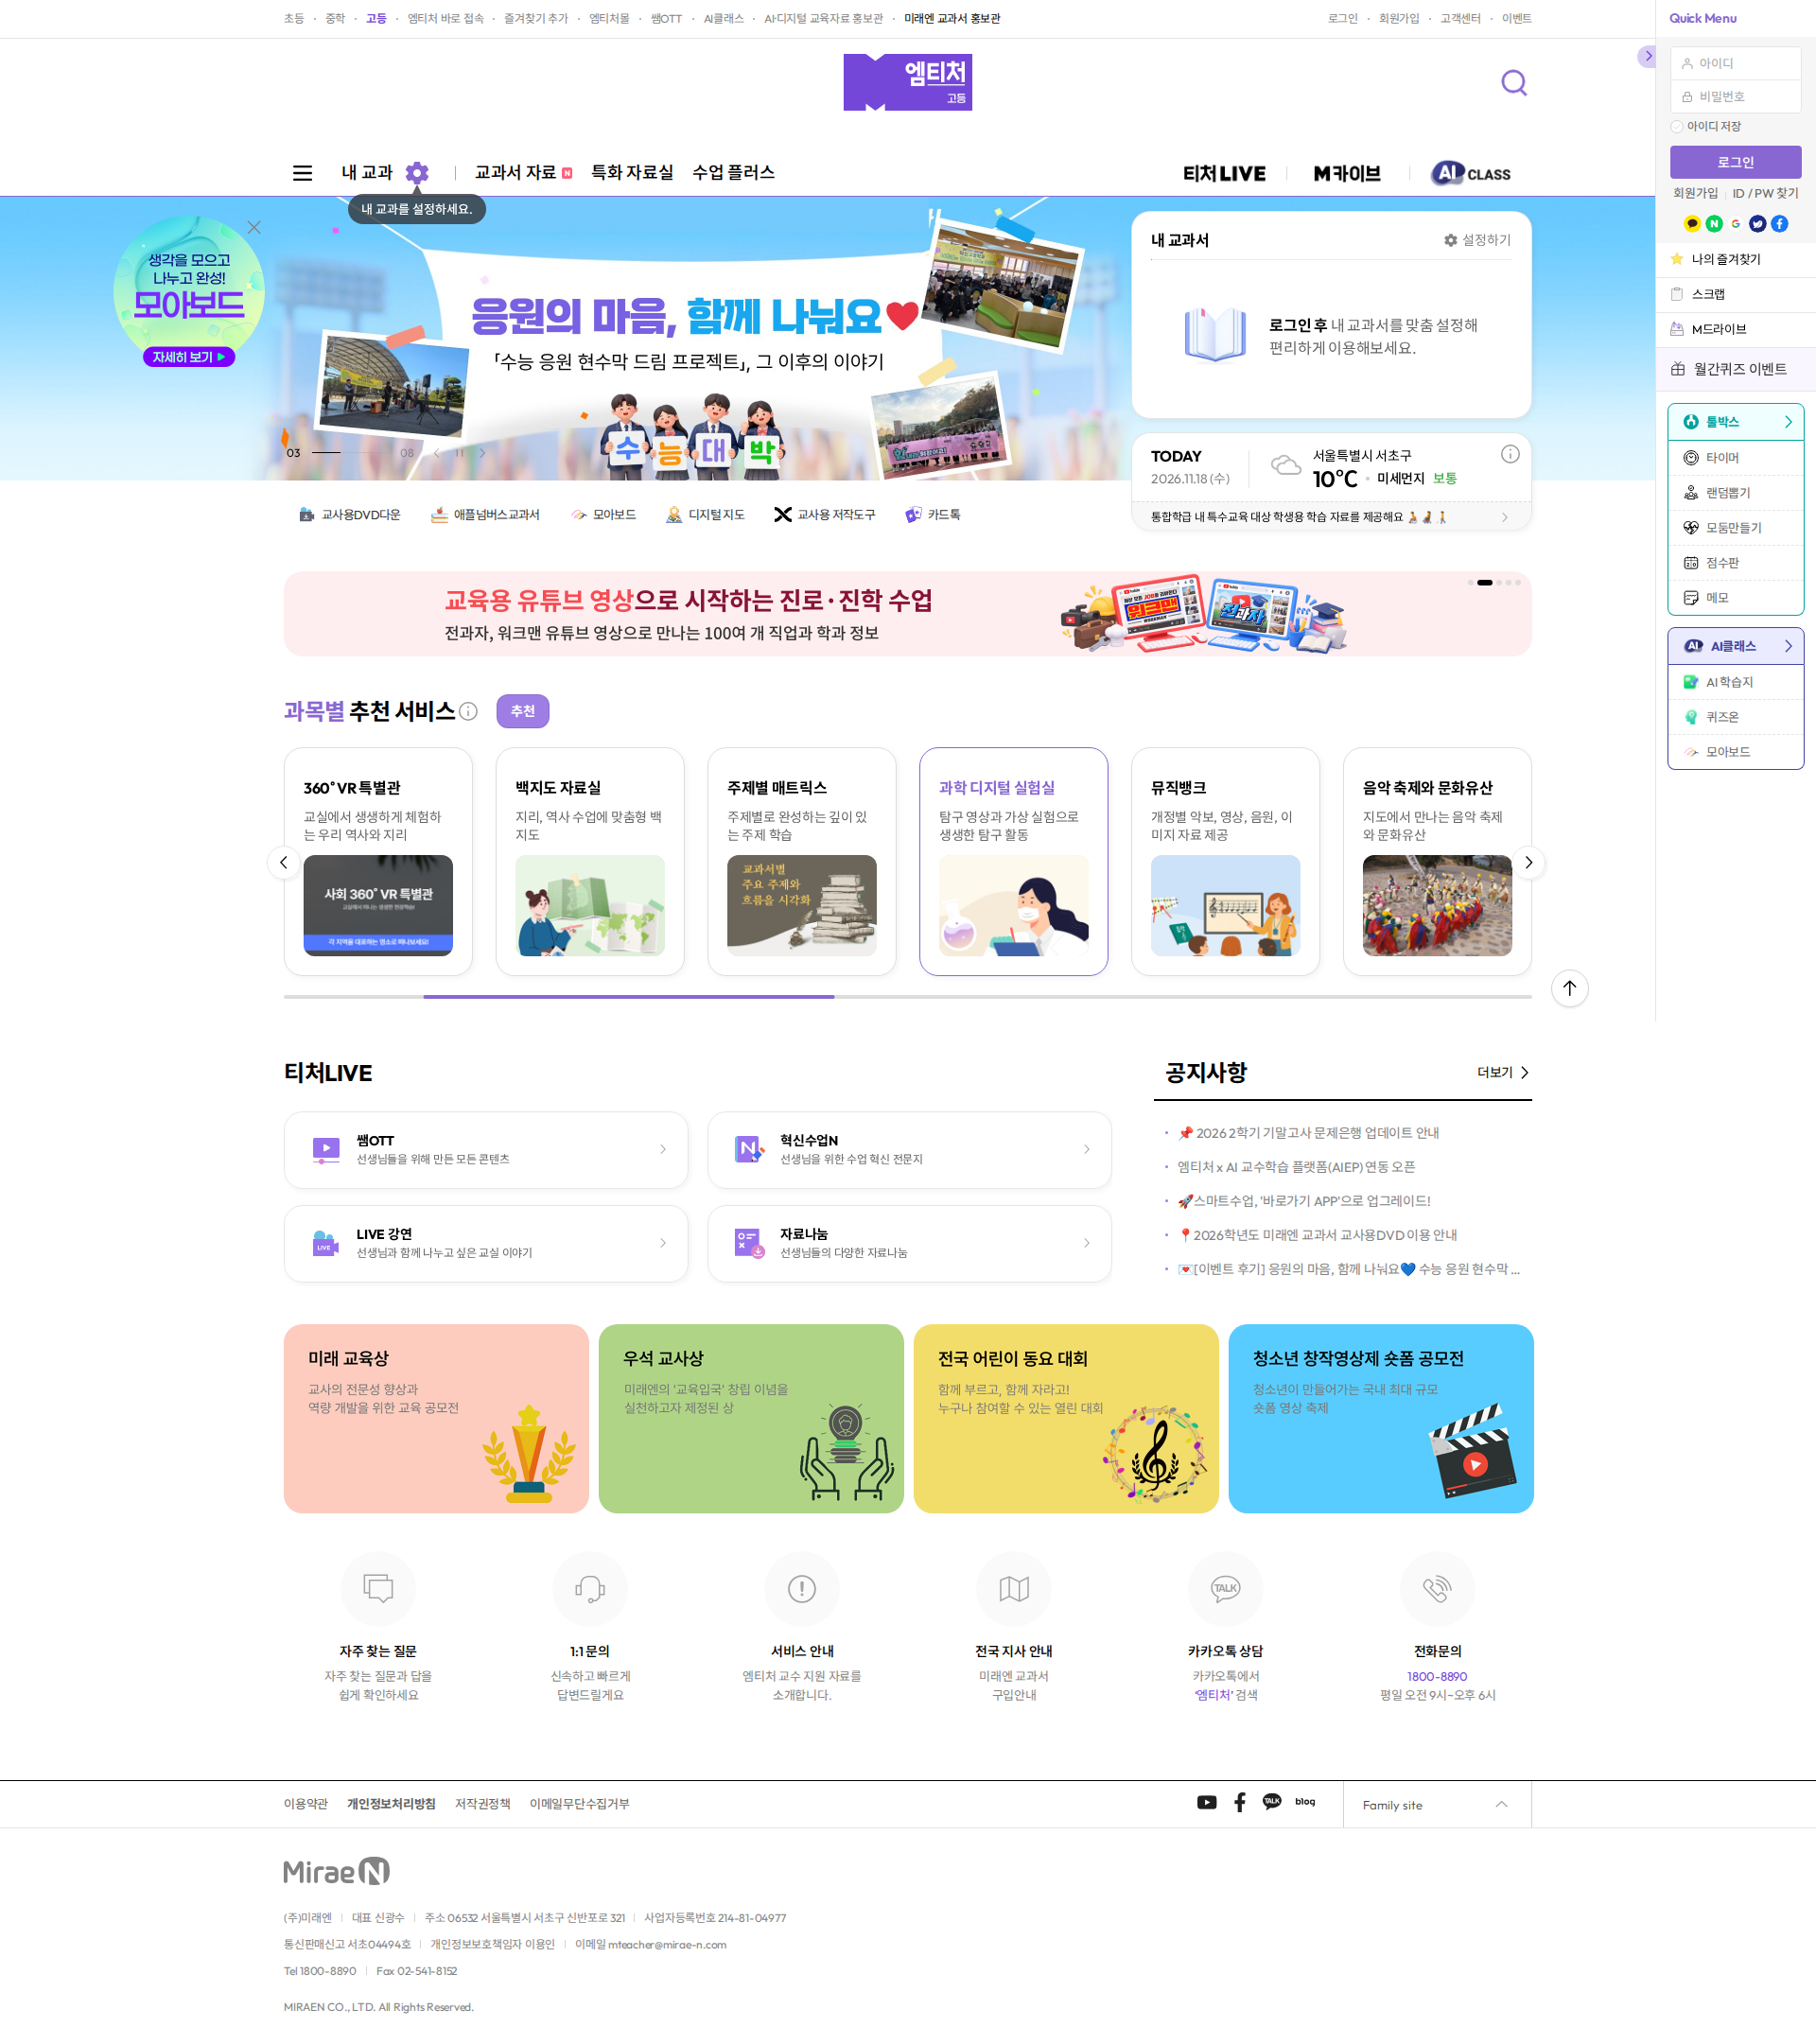 초등 · 중학 · 고등 · 엠티처 바로 접속 · 즐겨찾기 추가 · 엠티처몰 · 쌤OTT · AI클래스 · AI·디지털 교육자료 홍보관 · 미래엔 교과서 홍보관
로그인 · 회원가입 · 고객센터 · 이벤트
엠티처
고등
내 교과
교과서 자료 N
특화 자료실
수업 플러스
티처LIVE
M카이브
AI CLASS
내 교과를 설정하세요.
생각을 모으고
나누고 완성!
모아보드
자세히 보기
응원의 마음, 함께 나눠요
「수능 응원 현수막 드림 프로젝트」, 그 이후의 이야기
수 능 대 박
03
08
내 교과서
설정하기
로그인 후 내 교과서를 맞춤 설정해
편리하게 이용해보세요.
TODAY
2026.11.18 (수)
서울특별시 서초구
10℃ 미세먼지 보통
통합학급 내 특수교육 대상 학생용 학습 자료를 제공해요
교사용DVD다운
애플넘버스교과서
모아보드
디지털 지도
교사용 저작도구
카드톡
교육용 유튜브 영상으로 시작하는 진로·진학 수업
전과자, 워크맨 유튜브 영상으로 만나는 100여 개 직업과 학과 정보
워크맨
전과자
과목별 추천 서비스
추천
360° VR 특별관
교실에서 생생하게 체험하
는 우리 역사와 지리
사회 360° VR 특별관
각 지역을 대표하는 명소로 떠나보세요!
백지도 자료실
지리, 역사 수업에 맞춤형 백
지도
주제별 매트릭스
주제별로 완성하는 깊이 있
는 주제 학습
교과서별
주요 주제와
흐름을 시각화
과학 디지털 실험실
탐구 영상과 가상 실험으로
생생한 탐구 활동
뮤직뱅크
개정별 악보, 영상, 음원, 이
미지 자료 제공
음악 축제와 문화유산
지도에서 만나는 음악 축제
와 문화유산
티처LIVE
쌤OTT
선생님들을 위해 만든 모든 콘텐츠
혁신수업N
선생님을 위한 수업 혁신 전문지
LIVE
LIVE 강연
선생님과 함께 나누고 싶은 교실 이야기
자료나눔
선생님들의 다양한 자료나눔
공지사항
더보기
📌 2026 2학기 기말고사 문제은행 업데이트 안내
엠티처 x AI 교수학습 플랫폼(AIEP) 연동 오픈
🚀스마트수업, '바로가기 APP'으로 업그레이드!
📍2026학년도 미래엔 교과서 교사용DVD 이용 안내
💌[이벤트 후기] 응원의 마음, 함께 나눠요💙 수능 응원 현수막 ...
미래 교육상
교사의 전문성 향상과
역량 개발을 위한 교육 공모전
우석 교사상
미래엔의 '교육입국' 창립 이념을
실천하고자 제정된 상
전국 어린이 동요 대회
함께 부르고, 함께 자라고!
누구나 참여할 수 있는 열린 대회
청소년 창작영상제 숏폼 공모전
청소년이 만들어가는 국내 최대 규모
숏폼 영상 축제
자주 찾는 질문
자주 찾는 질문과 답을
쉽게 확인하세요
1:1 문의
신속하고 빠르게
답변드릴게요
서비스 안내
엠티처 교수 지원 자료를
소개합니다.
전국 지사 안내
미래엔 교과서
구입안내
TALK
카카오톡 상담
카카오톡에서
'엠티처' 검색
전화문의
1800-8890
평일 오전 9시~오후 6시
이용약관
개인정보처리방침
저작권정책
이메일무단수집거부
TALK
blog
Family site
Mirae N
(주)미래엔 | 대표 신광수 | 주소 06532 서울특별시 서초구 신반포로 321 | 사업자등록번호 214-81-04977
통신판매신고 서초04494호 | 개인정보보호책임자 이용인 | 이메일 mteacher@mirae-n.com
Tel 1800-8890 | Fax 02-541-8152
MIRAEN CO., LTD. All Rights Reserved.
Quick Menu
아이디
비밀번호
아이디 저장
로그인
회원가입 | ID / PW 찾기
나의 즐겨찾기
스크랩
M드라이브
월간퀴즈 이벤트
툴박스
타이머
랜덤뽑기
모둠만들기
점수판
메모
AI AI클래스
AI 학습지
퀴즈온
모아보드